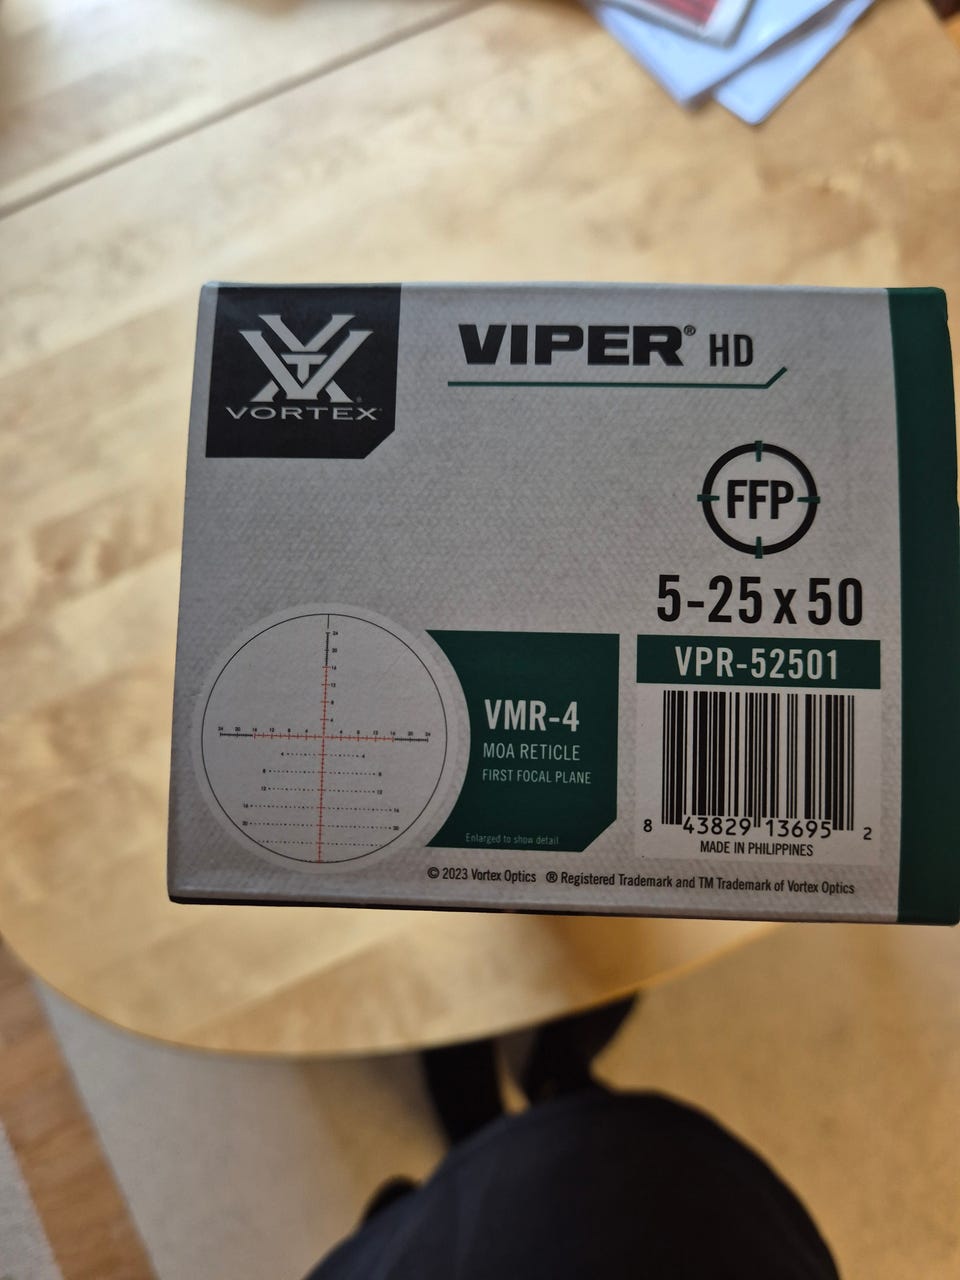 VORTEX®
VIPER® HD
FFP
5-25x50
VPR-52501
VMR-4
MOA RETICLE
FIRST FOCAL PLANE
Enlarged to show detail
8 43829 13695 2
MADE IN PHILIPPINES
© 2023 Vortex Optics ® Registered Trademark and TM Trademark of Vortex Optics